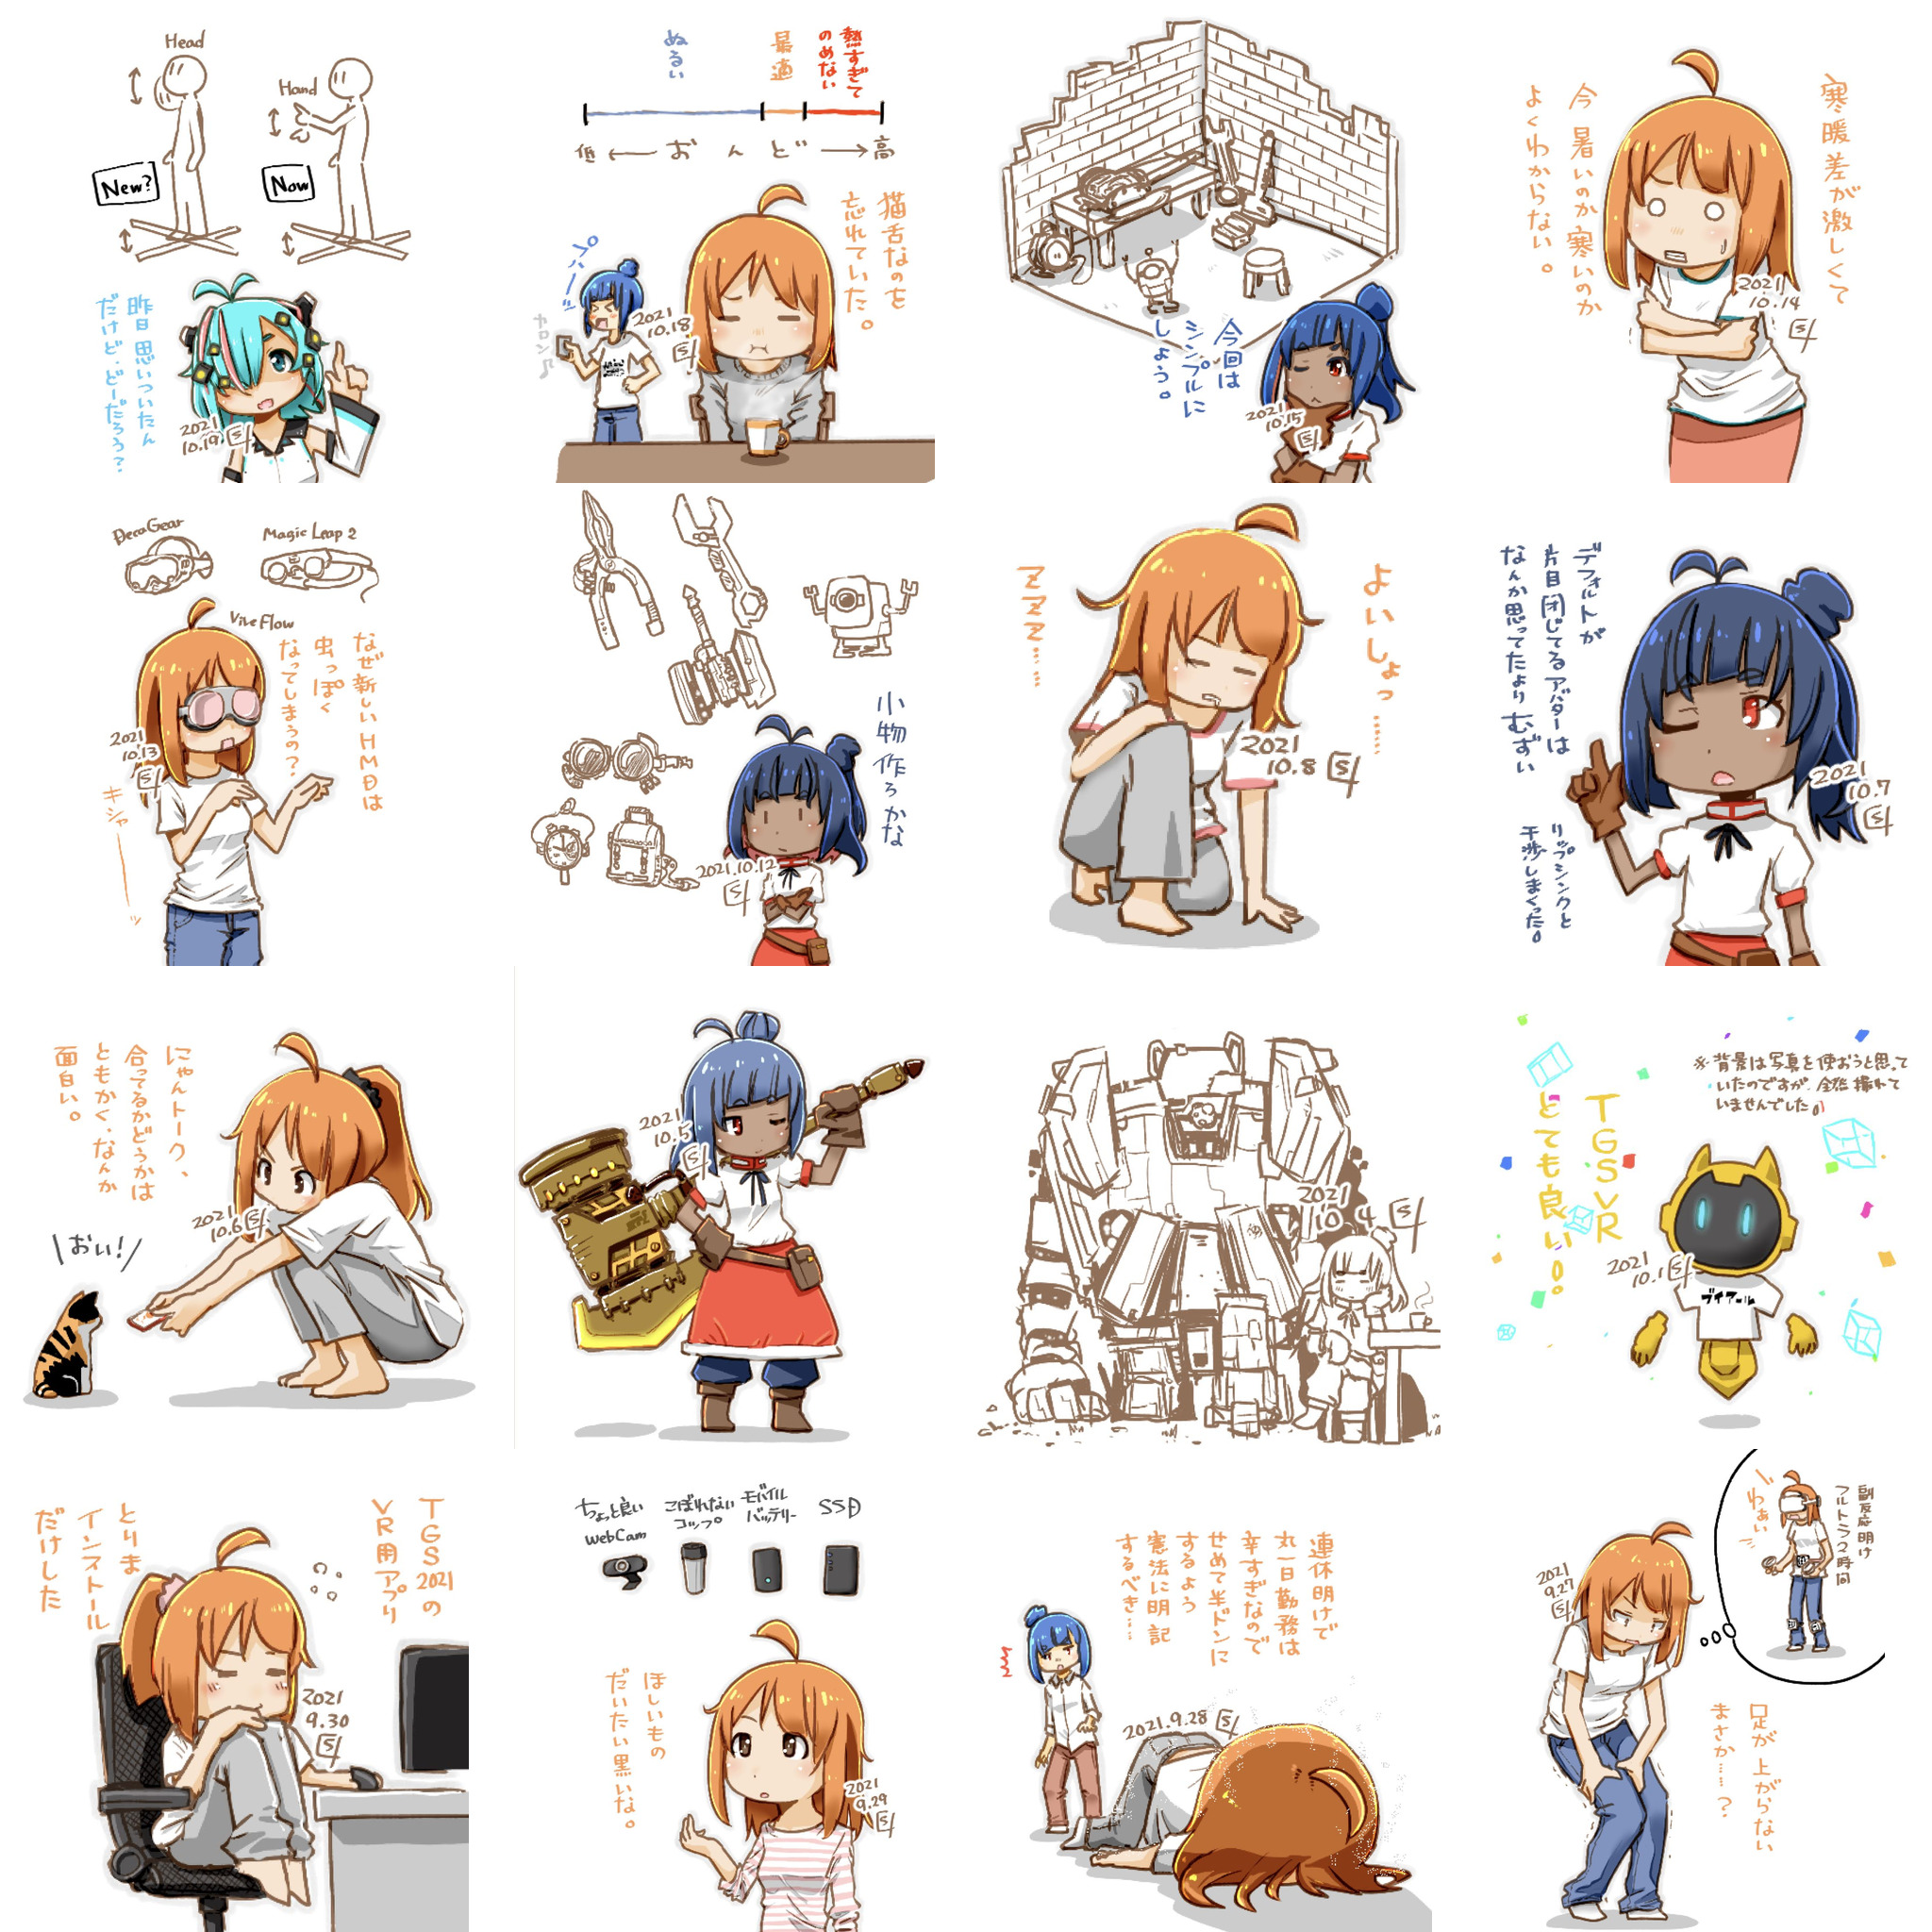 Head
Hand
New?
Now
昨日思いついたん
だけど、どーだろう?
2021
10.19
ぬるい
最適
熱すぎて
のめない
低 ← おんど → 高
猫舌なのを
忘れていた。
プハーッ
カロン♪
2021
10.18
今回は
シンプルに
しよう。
2021
10.15
寒暖差が激しくて
今暑いのか寒いのか
よくわからない。
2021
10.14
DecaGear
Magic Leap 2
Vive Flow
なぜ新しいHMDは
虫っぽく
なってしまうの?
キシャーーッ
2021
10.13
小物作ろかな
2021.10.12
よいしょっ……
ZZZZ……
2021
10.8
デフォルトが
片目閉じてるアバターは
なんか思ってたよりむずい
リップシンクと
干渉しまくった。
2021
10.7
にゃんトーク、
合ってるかどうかは
ともかく、なんか
面白い。
\おい!/
2021
10.6
2021
10.5
2021
10.4
※背景は写真を使おうと思って
いたのですが、全然撮れて
いませんでした。
TGSVR
とても良い。
2021
10.1
ブイアール
TGS2021の
VR用アプリ
とりま
インストール
だけした
2021
9.30
ちょっと良い
WebCam
こぼれない
コップ
モバイル
バッテリー
SSD
ほしいもの
だいたい黒いな。
2021
9.29
連休明けで
丸一日勤務は
辛すぎなので
せめて半ドンに
するよう
憲法に明記
するべき…
2021.9.28
副反応明け
フルトラ2時間
わぁい
足が上がらない
まさか……?
2021
9.27